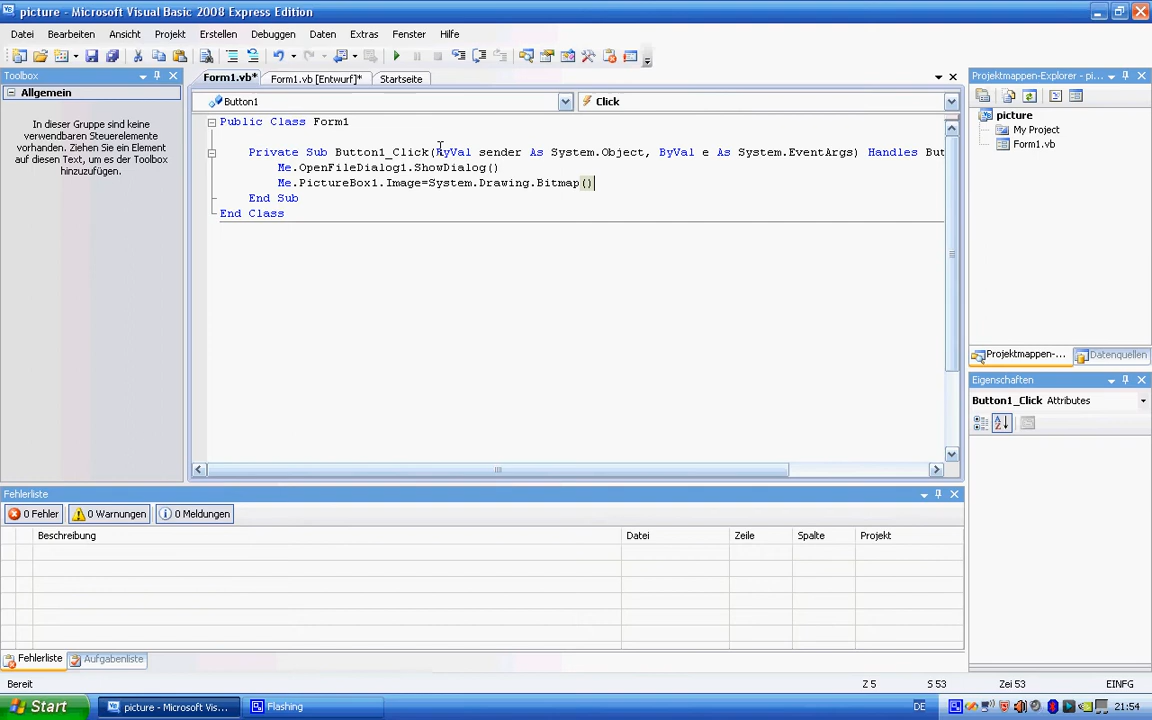 picture - Microsoft Visual Basic 2008 Express Edition
Datei Bearbeiten Ansicht Projekt Erstellen Debuggen Daten Extras Fenster Hilfe
Toolbox
Allgemein
In dieser Gruppe sind keine
verwendbaren Steuerelemente
vorhanden. Ziehen Sie ein Element
auf diesen Text, um es der Toolbox
hinzuzufügen.
Form1.vb* Form1.vb [Entwurf]* Startseite
Button1 Click
Public Class Form1
Private Sub Button1_Click(ByVal sender As System.Object, ByVal e As System.EventArgs) Handles But
Me.OpenFileDialog1.ShowDialog()
Me.PictureBox1.Image=System.Drawing.Bitmap()
End Sub
End Class
Projektmappen-Explorer - pi...
picture
My Project
Form1.vb
Projektmappen-... Datenquellen
Eigenschaften
Button1_Click Attributes
Fehlerliste
0 Fehler 0 Warnungen 0 Meldungen
Beschreibung Datei Zeile Spalte Projekt
Fehlerliste Aufgabenliste
Bereit Z 5 S 53 Zei 53 EINFG
Start picture - Microsoft Vis... Flashing DE 21:54